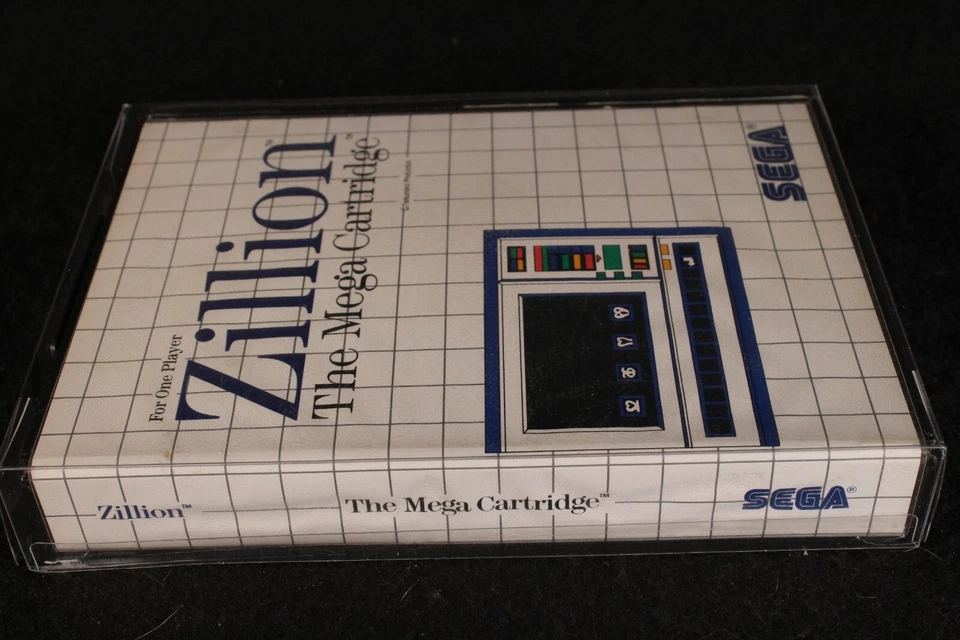 For One Player
Zillion™
The Mega Cartridge™
SEGA®
Zillion™
The Mega Cartridge™
SEGA®